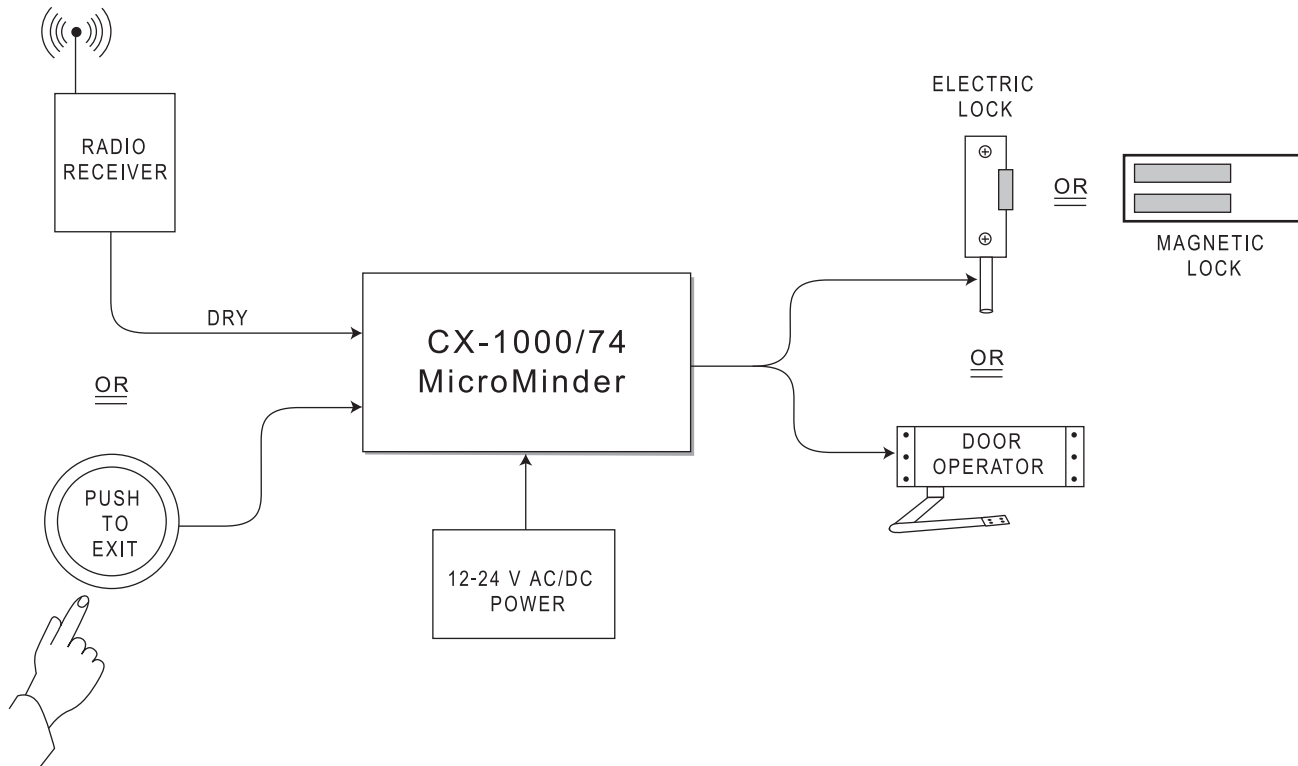 RADIO
RECEIVER
DRY
OR
PUSH
TO
EXIT
CX-1000/74
MicroMinder
12-24 V AC/DC
POWER
ELECTRIC
LOCK
OR
MAGNETIC
LOCK
OR
DOOR
OPERATOR